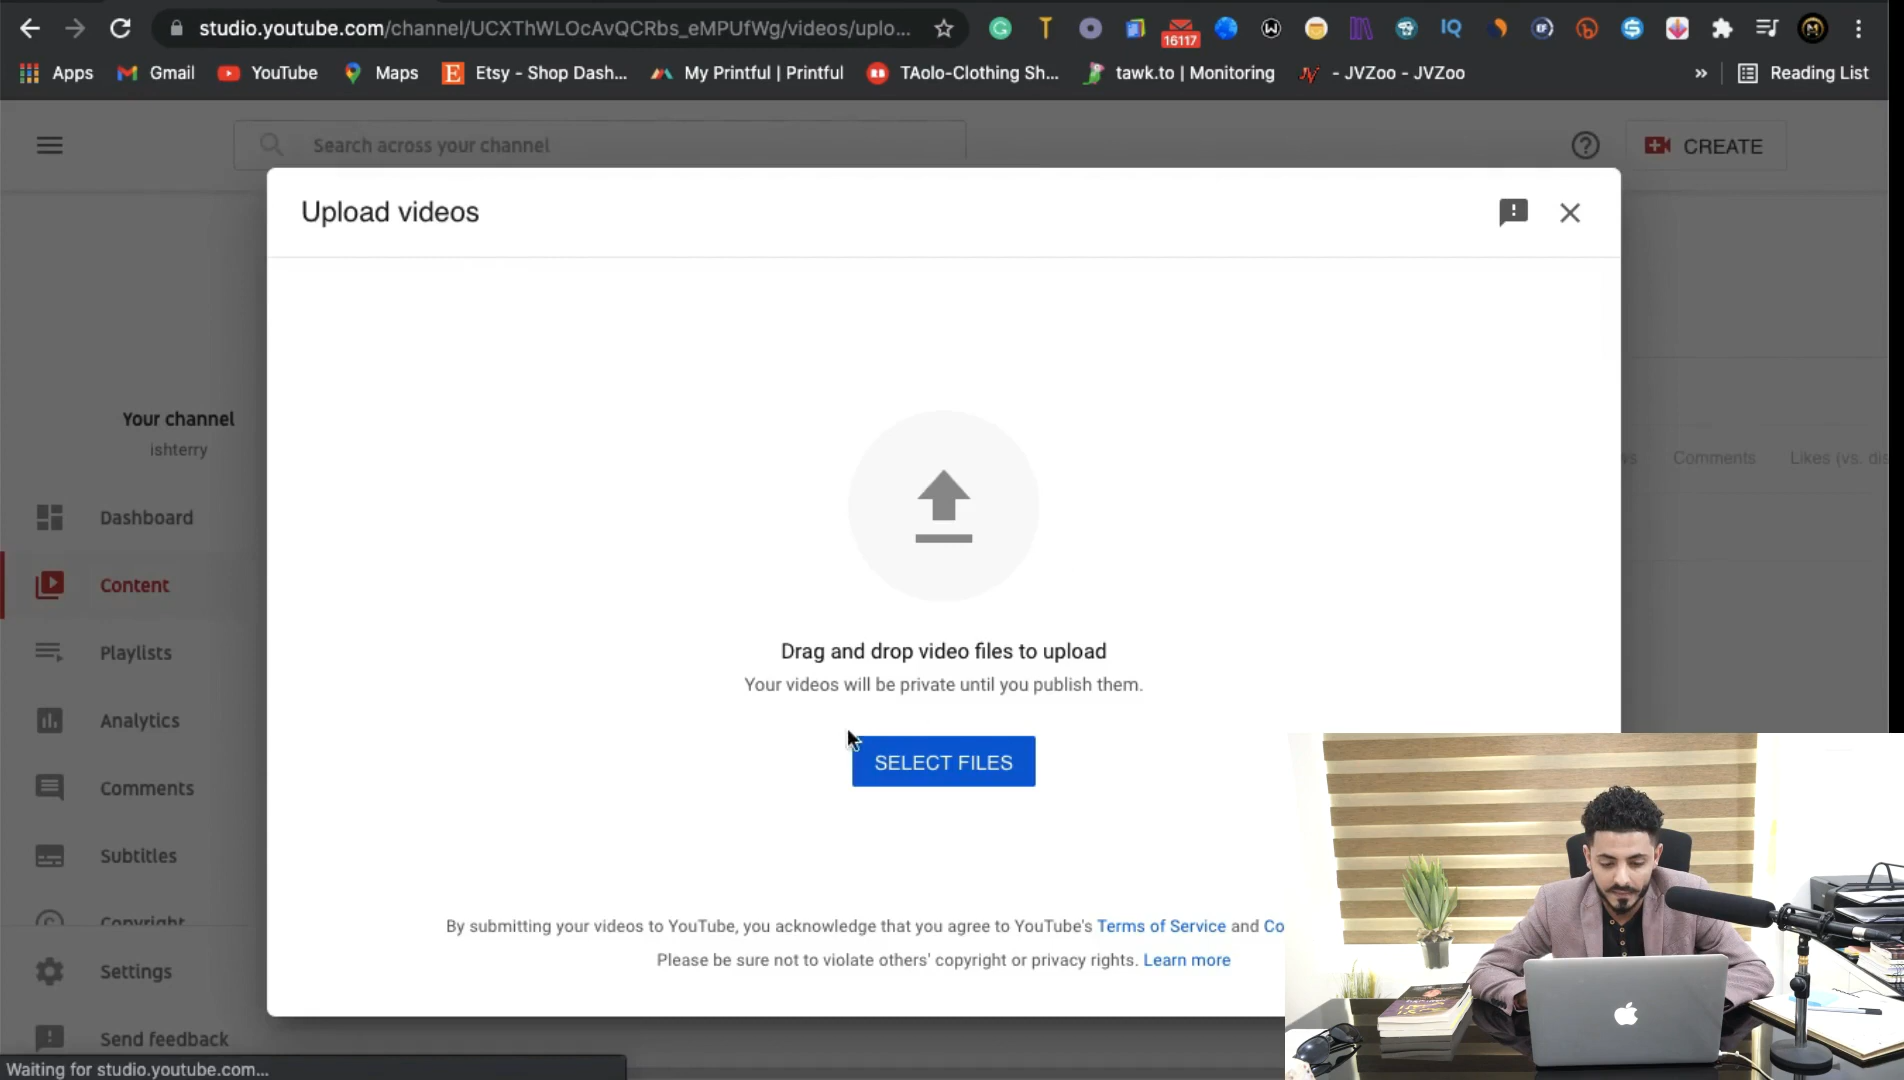 studio.youtube.com/channel/UCXThWLOcAvQCRbs_eMPUfWg/videos/uplo...
16117
IQ
Apps
Gmail
YouTube
Maps
Etsy - Shop Dash...
My Printful | Printful
TAolo-Clothing Sh...
tawk.to | Monitoring
- JVZoo - JVZoo
»
Reading List
Search across your channel
CREATE
Upload videos
Your channel
ishterry
Comments
Likes (vs. dis
Dashboard
Content
Playlists
Analytics
Comments
Subtitles
Copyright
Settings
Send feedback
Drag and drop video files to upload
Your videos will be private until you publish them.
SELECT FILES
By submitting your videos to YouTube, you acknowledge that you agree to YouTube's Terms of Service and Co
Please be sure not to violate others' copyright or privacy rights. Learn more
Waiting for studio.youtube.com...